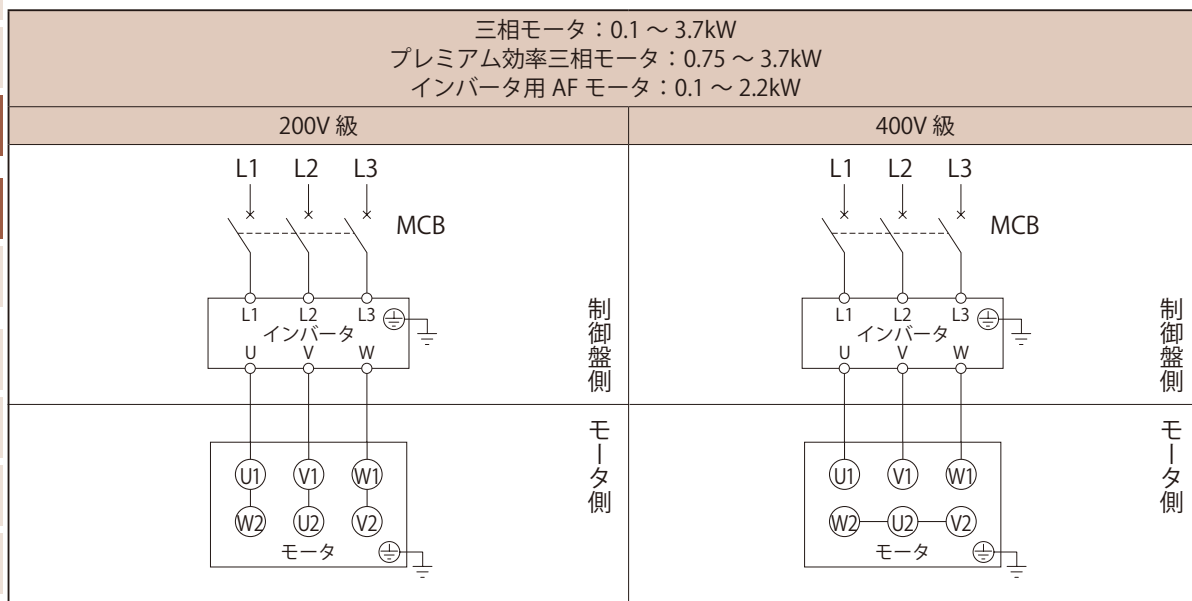 三相モータ：0.1 ～ 3.7kW
プレミアム効率三相モータ：0.75 ～ 3.7kW
インバータ用 AF モータ：0.1 ～ 2.2kW
200V 級
400V 級
L1 L2 L3
MCB
L1 L2 L3
インバータ
U V W
制御盤側
U1 V1 W1
W2 U2 V2
モータ
モータ側
L1 L2 L3
MCB
L1 L2 L3
インバータ
U V W
制御盤側
U1 V1 W1
W2 U2 V2
モータ
モータ側